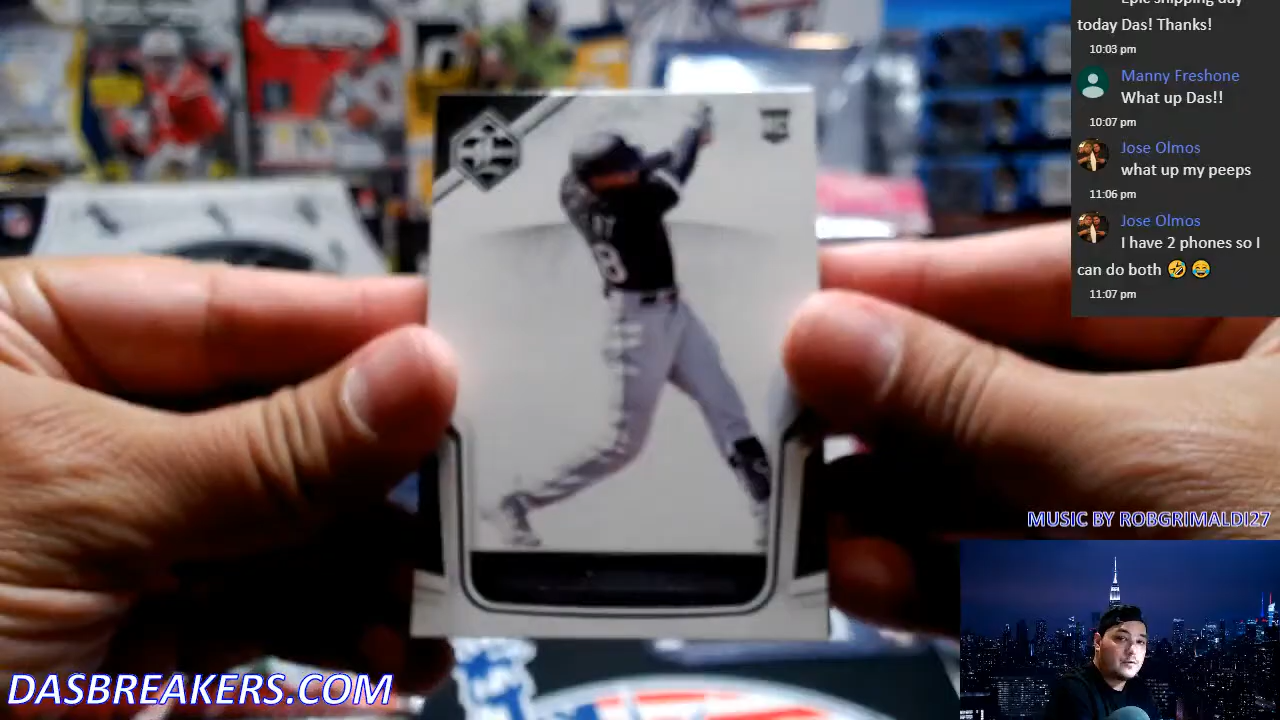 Epic shipping day
today Das! Thanks!
10:03 pm
Manny Freshone
What up Das!!
10:07 pm
Jose Olmos
what up my peeps
11:06 pm
Jose Olmos
I have 2 phones so I
can do both 🤣 😂
11:07 pm
8
MUSIC BY ROBGRIMALDI27
DASBREAKERS.COM